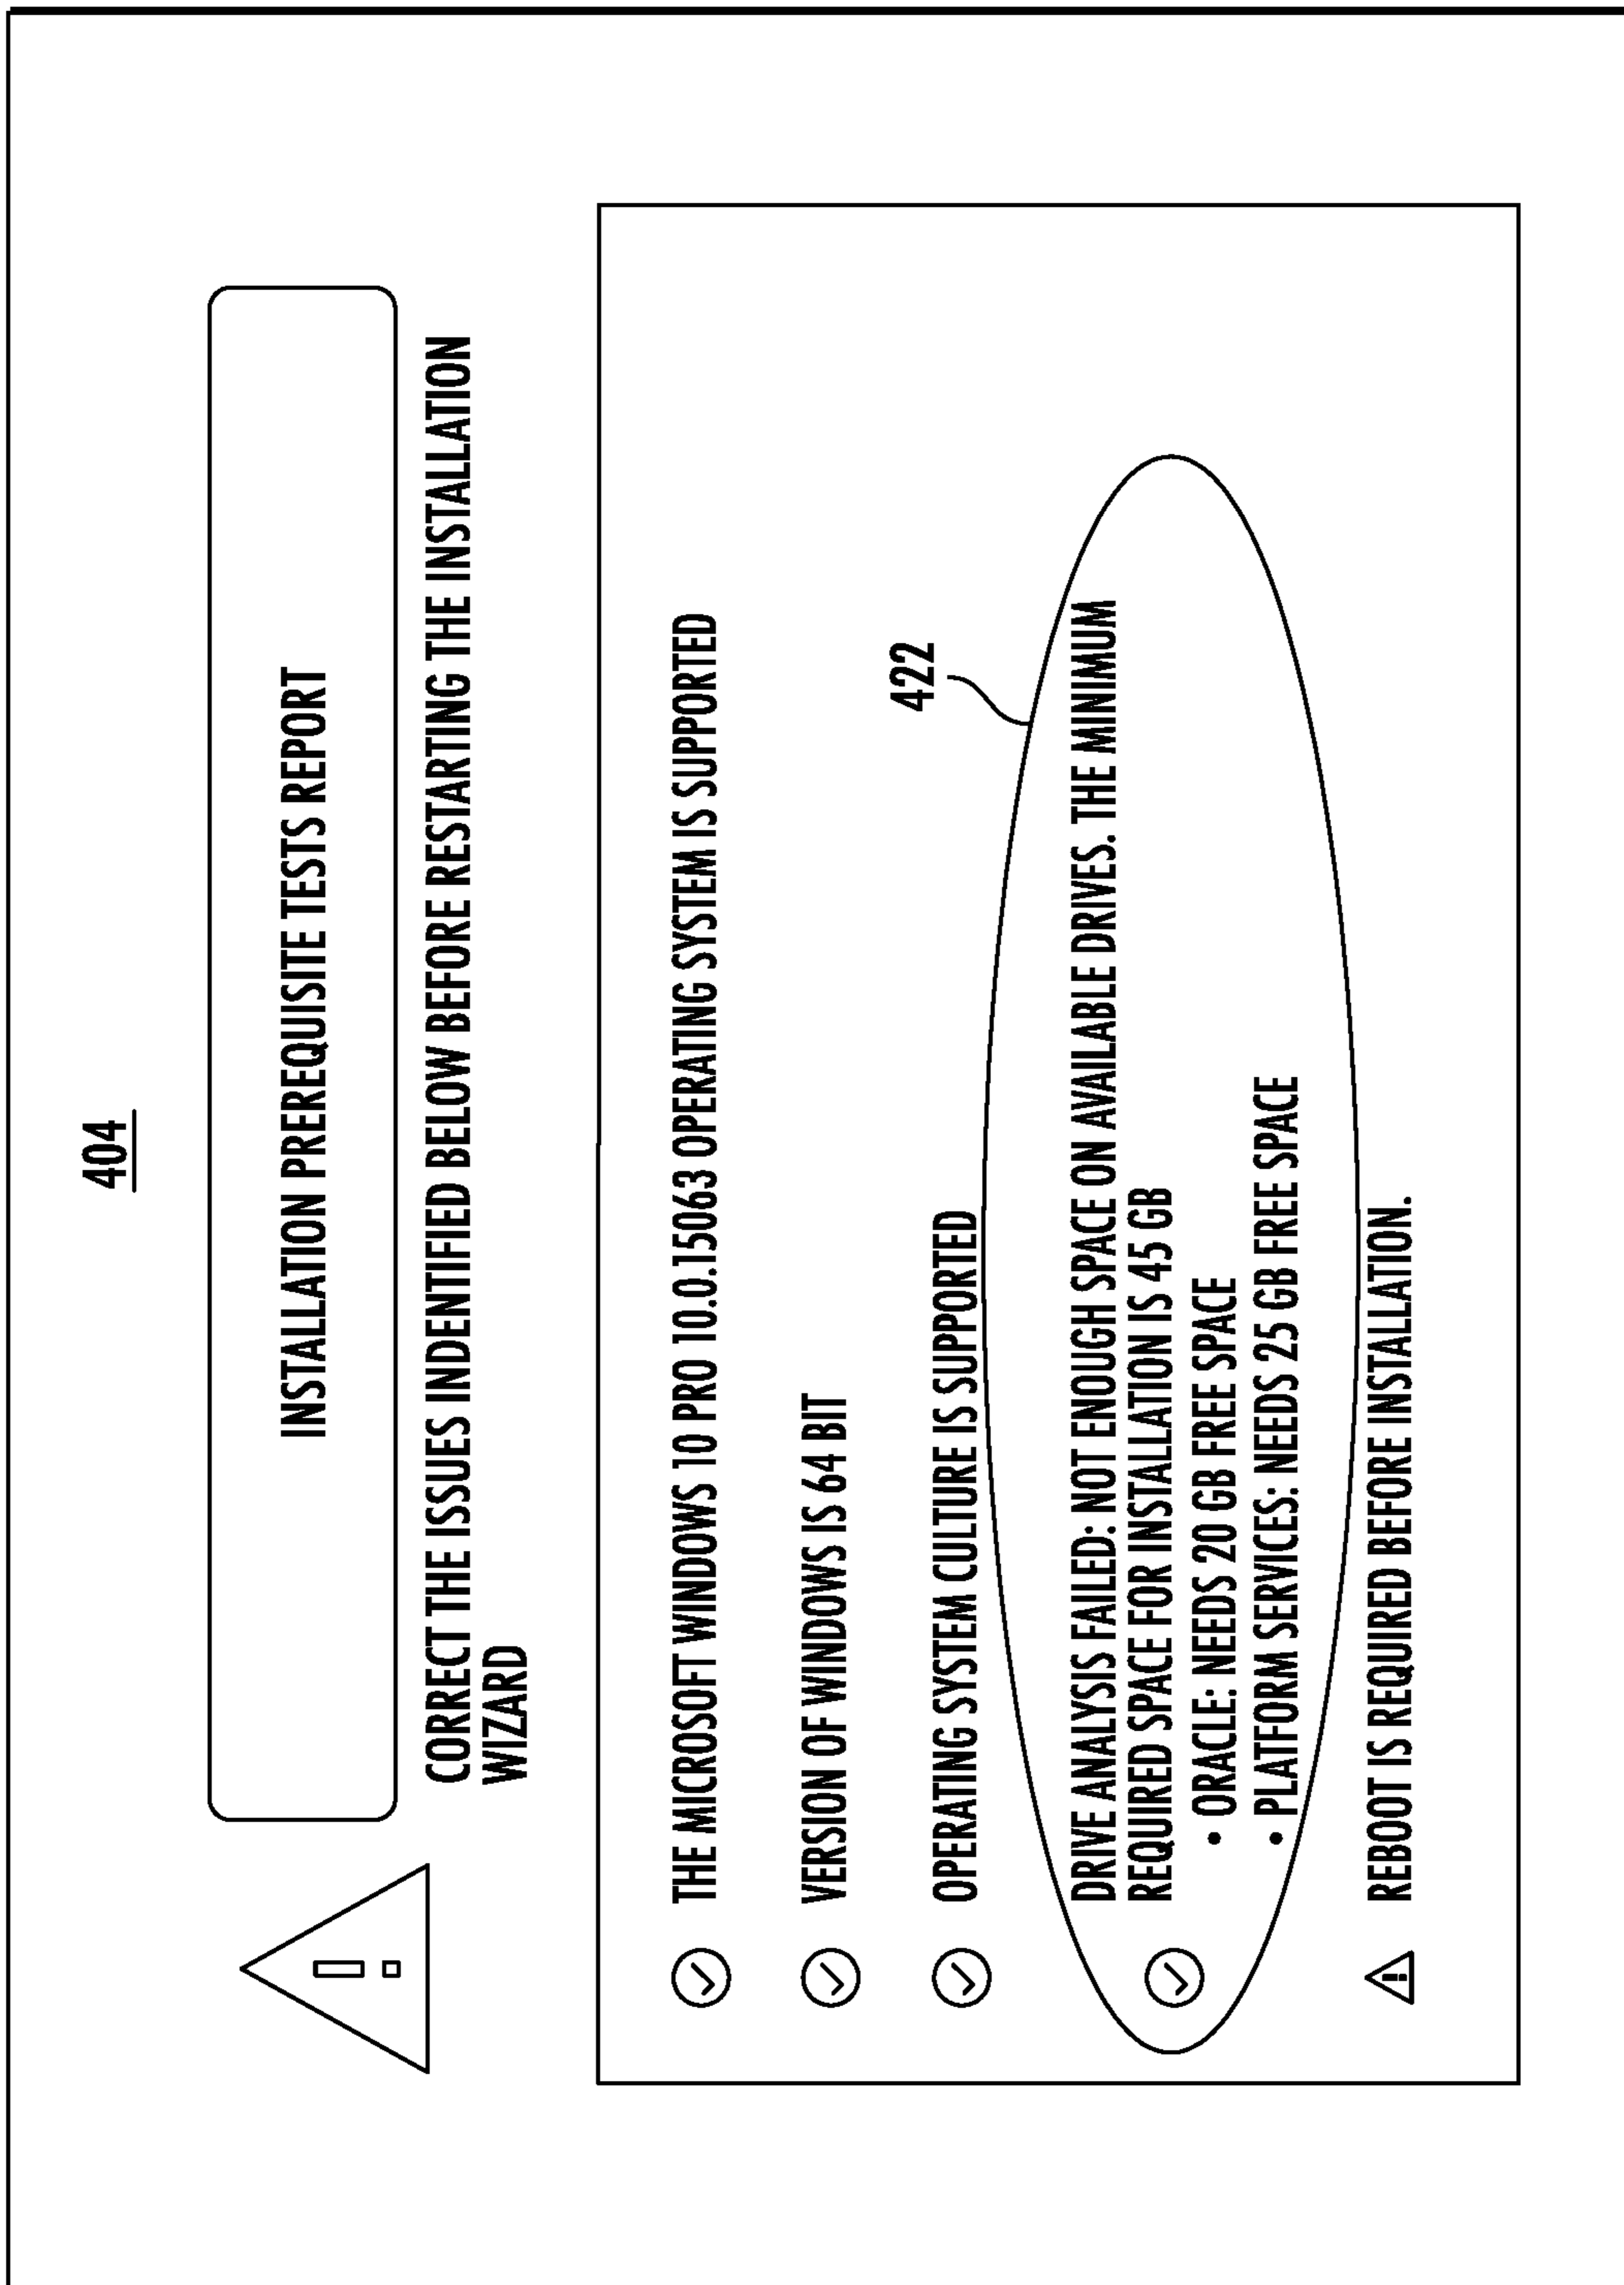 404
INSTALLATION PREREQUISITE TESTS REPORT
CORRECT THE ISSUES INDENTIFIED BELOW BEFORE RESTARTING THE INSTALLATION
WIZARD
THE MICROSOFT WINDOWS 10 PRO 10.0.15063 OPERATING SYSTEM IS SUPPORTED
VERSION OF WINDOWS IS 64 BIT
422
OPERATING SYSTEM CULTURE IS SUPPORTED
DRIVE ANALYSIS FAILED: NOT ENOUGH SPACE ON AVAILABLE DRIVES. THE MINIMUM
REQUIRED SPACE FOR INSTALLATION IS 45 GB
• ORACLE: NEEDS 20 GB FREE SPACE
• PLATFORM SERVICES: NEEDS 25 GB FREE SPACE
REBOOT IS REQUIRED BEFORE INSTALLATION.